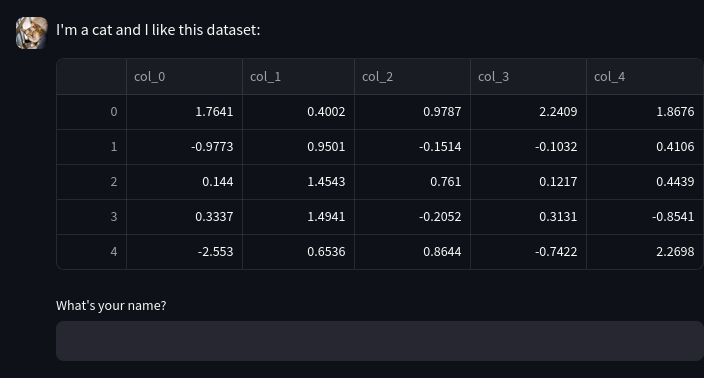 I'm a cat and I like this dataset:
col_0 col_1 col_2 col_3 col_4
0 1.7641 0.4002 0.9787 2.2409 1.8676
1 -0.9773 0.9501 -0.1514 -0.1032 0.4106
2 0.144 1.4543 0.761 0.1217 0.4439
3 0.3337 1.4941 -0.2052 0.3131 -0.8541
4 -2.553 0.6536 0.8644 -0.7422 2.2698
What's your name?